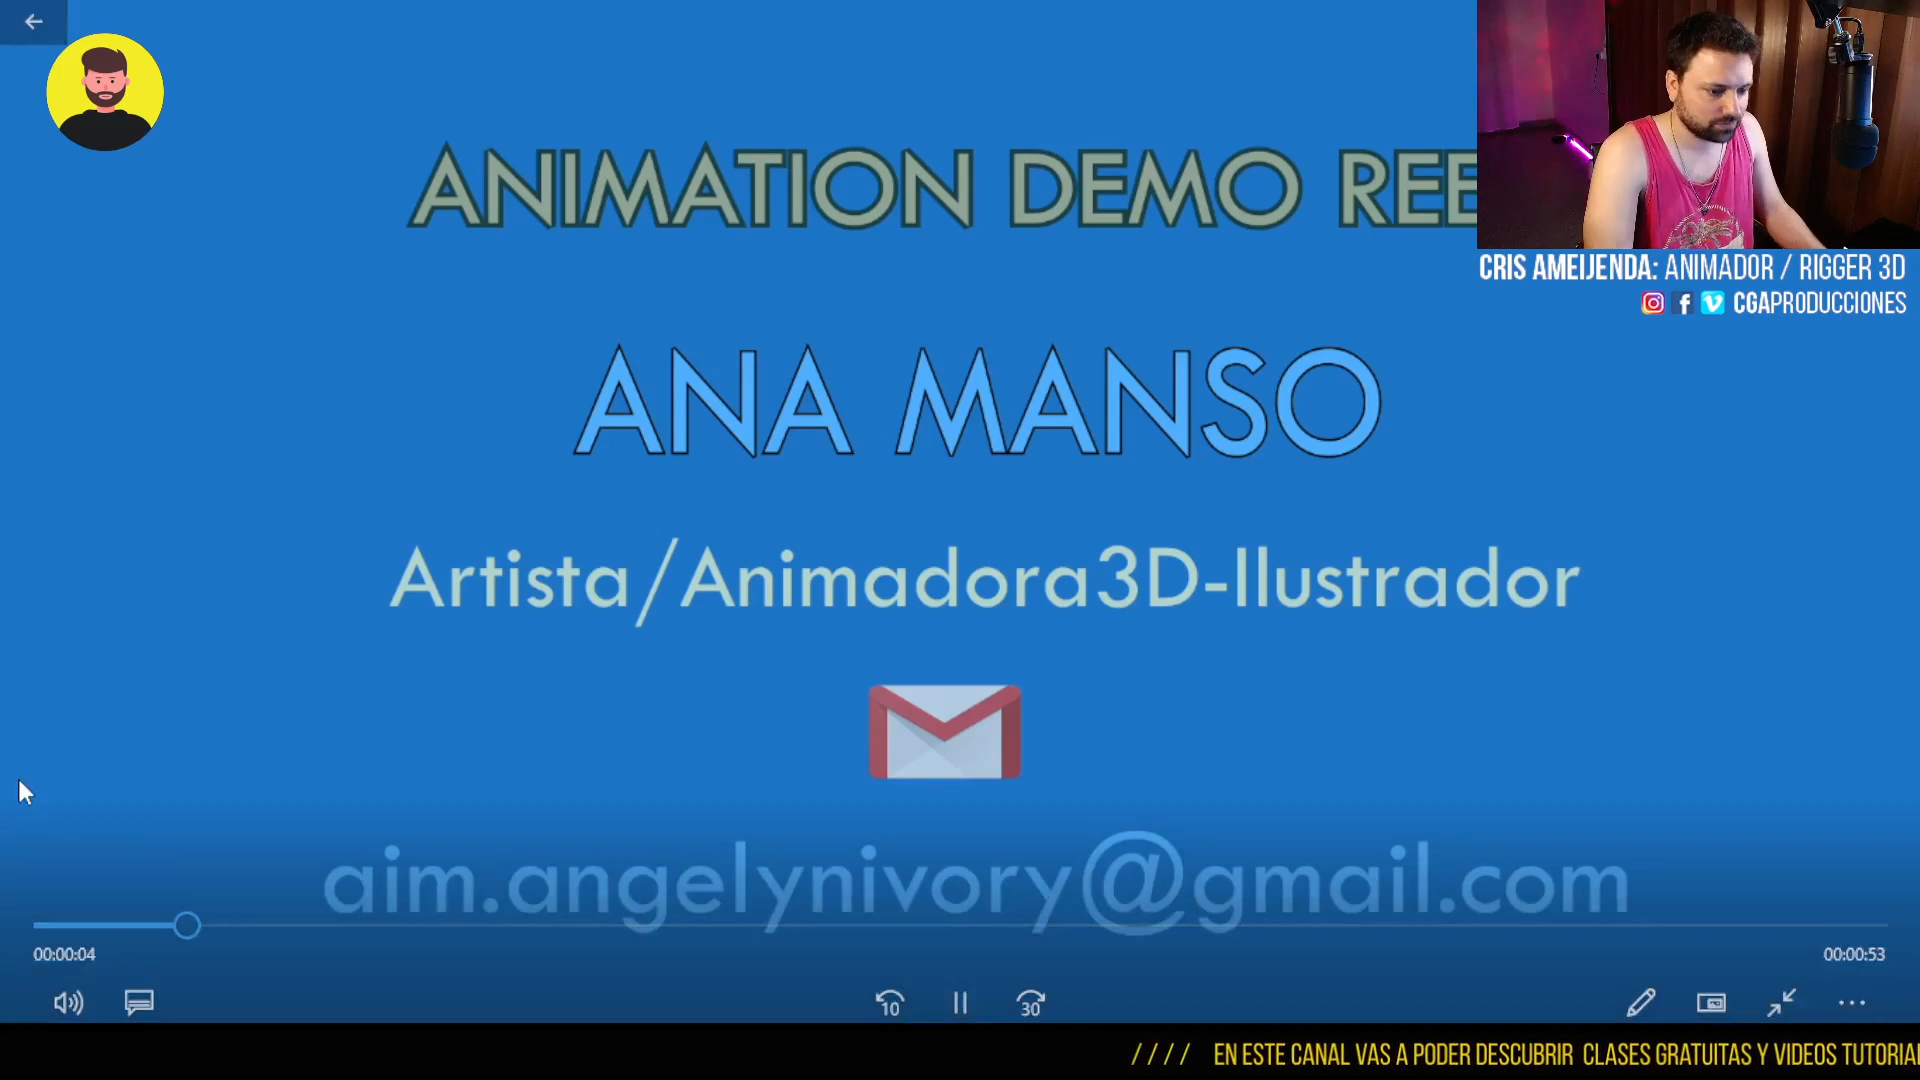 ANIMATION DEMO REE
CRIS AMEIJENDA: ANIMADOR / RIGGER 3D
CGAPRODUCCIONES
ANA MANSO
Artista/Animadora3D-Ilustrador
aim.angelynivory@gmail.com
00:00:04
00:00:53
10
30
//// EN ESTE CANAL VAS A PODER DESCUBRIR CLASES GRATUITAS Y VIDEOS TUTORIA